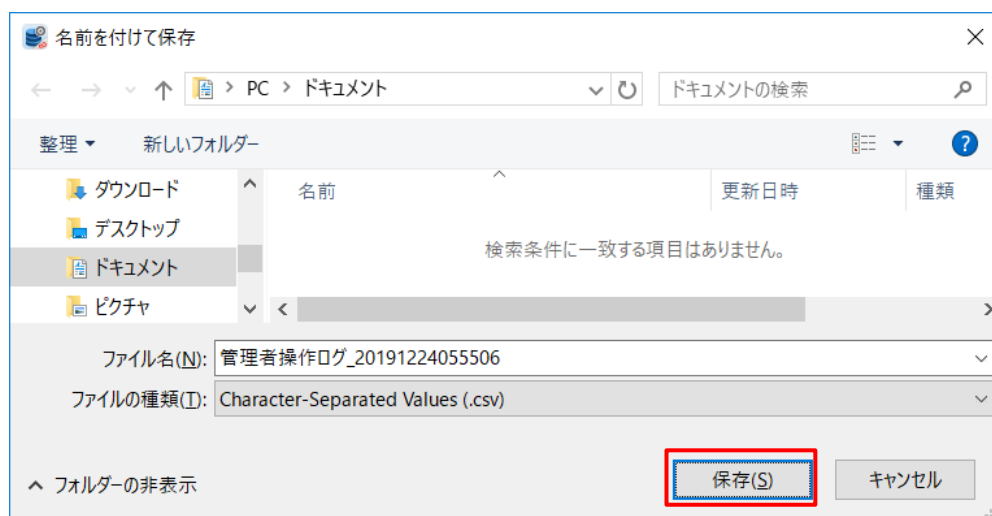 名前を付けて保存
PC > ドキュメント ドキュメントの検索
整理 新しいフォルダー ?
ダウンロード 名前 更新日時 種類
デスクトップ
検索条件に一致する項目はありません。
ドキュメント
ピクチャ
ファイル名(N): 管理者操作ログ_20191224055506
ファイルの種類(T): Character-Separated Values (.csv)
フォルダーの非表示 保存(S) キャンセル